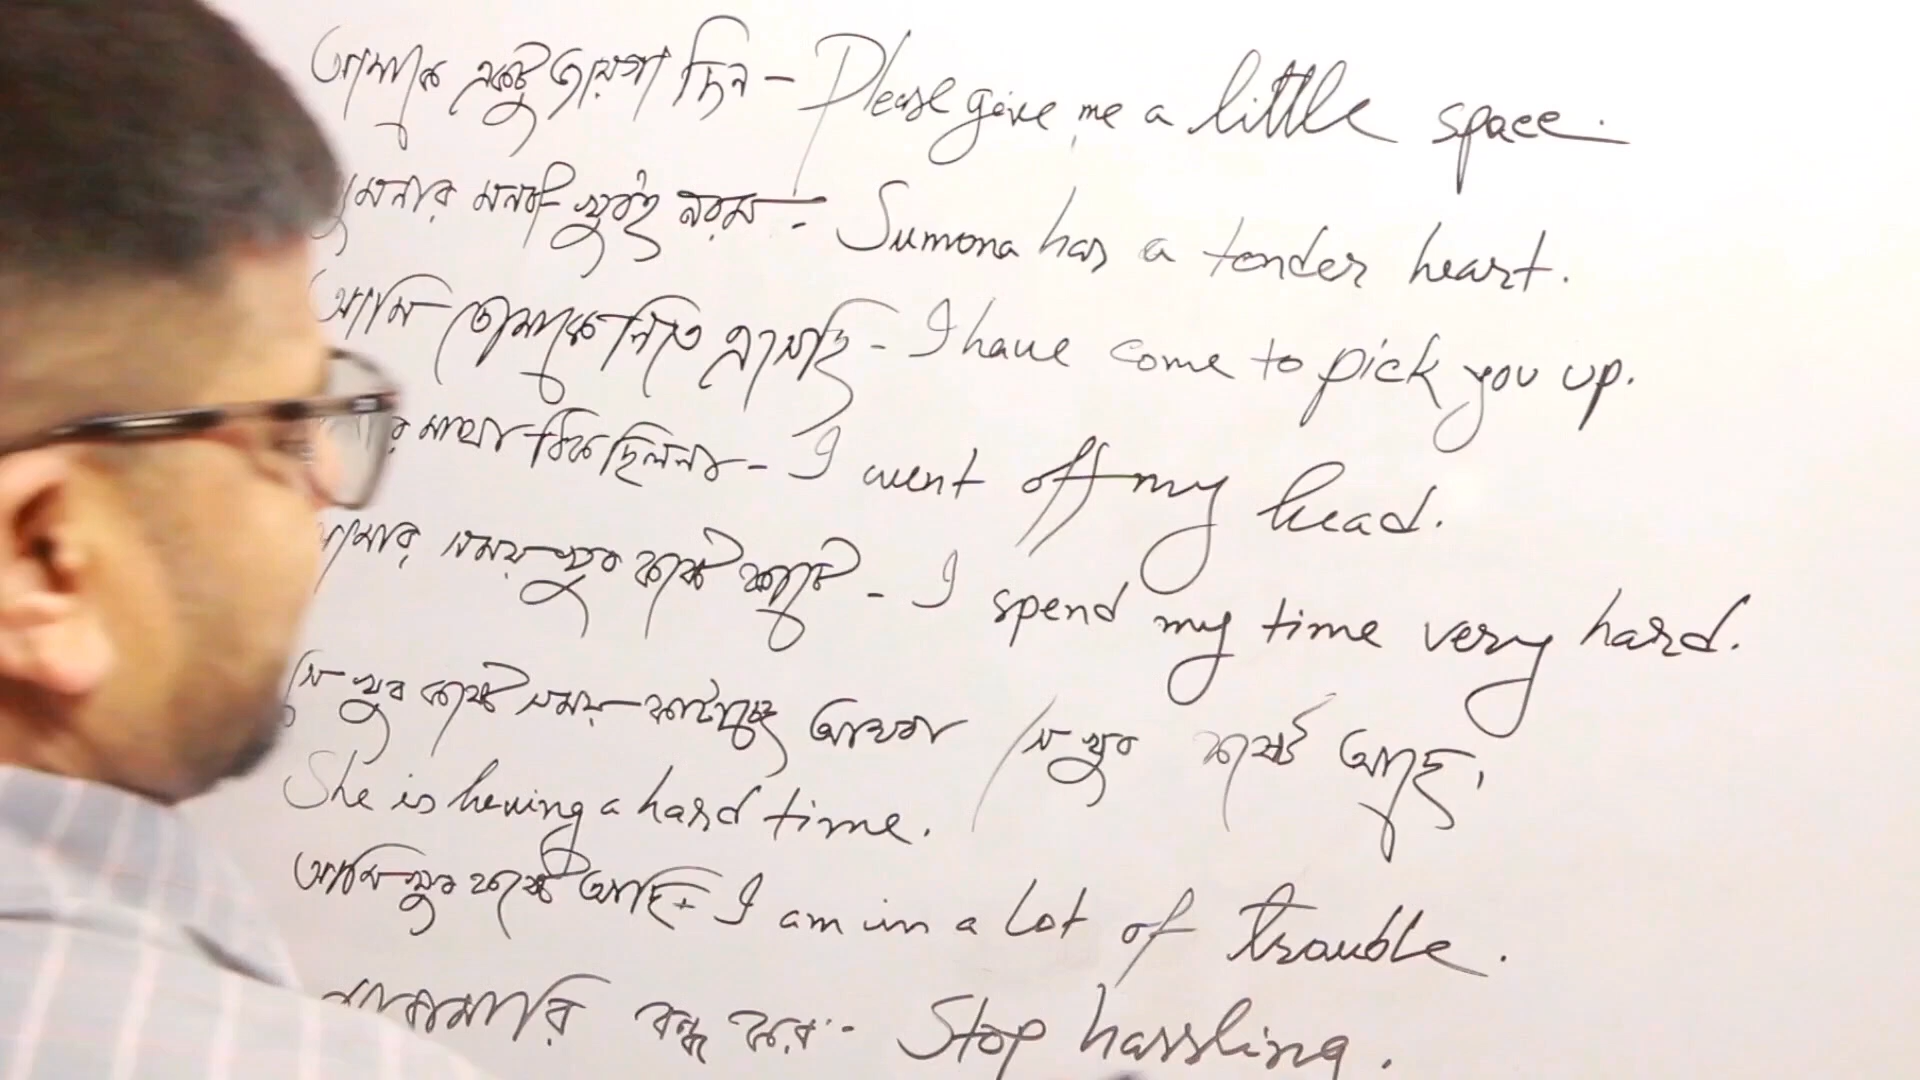 আমাকে একটু জায়গা দিন - Please give me a little space.
সুমনার মনটা খুবই নরম - Sumona has a tender heart.
আমি তোমাকে নিতে এসেছি - I have come to pick you up.
মাথা ঠিক ছিলনা - I went off my head.
আমার সময় খুব কষ্টে কাটে - I spend my time very hard.
সে খুব কষ্টে সময় কাটাচ্ছে অথবা / সে খুব কষ্টে আছে।
She is having a hard time.
আমি খুব কষ্টে আছি - I am in a lot of trouble.
বন্ধ কর - Stop hassling.